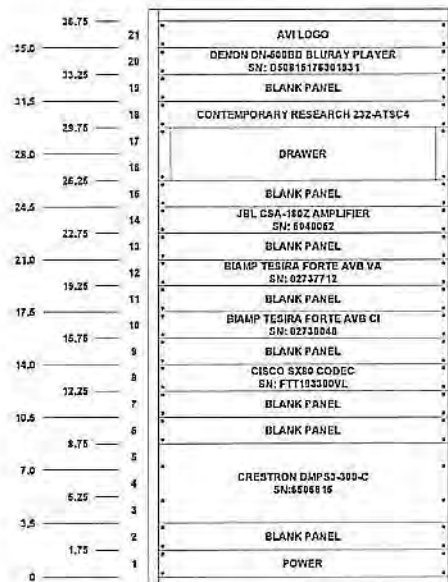 36.75
21 AVI LOGO
35.0
20 DENON DN-500BD BLURAY PLAYER
33.25
19 BLANK PANEL
31.5
18 CONTEMPORARY RESEARCH 232-ATSC4
29.75
17
28.0 DRAWER
16
26.25
BLANK PANEL
24.5
14 JBL CSA-180Z AMPLIFIER
22.75
13 BLANK PANEL
21.0
12 BIAMP TESIRA FORTE AVB VA
SN: 02737712
19.25
11 BLANK PANEL
17.5
10 BIAMP TESIRA FORTE AVB CI
15.75
9 BLANK PANEL
14.0
8 CISCO SX80 CODEC
12.25
7 BLANK PANEL
10.5
6 BLANK PANEL
8.75
5
7.0
4 CRESTRON DMPS3-300-C
5.25
3
3.5
2 BLANK PANEL
1.75
1 POWER
0